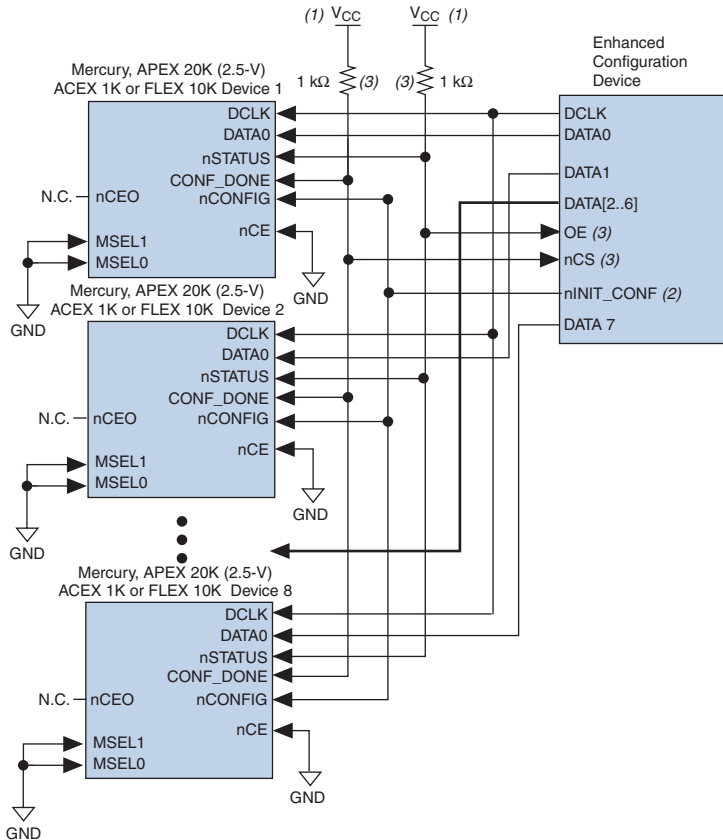 (1) VCC
VCC (1)
1 kΩ (3)
(3) 1 kΩ
Mercury, APEX 20K (2.5-V)
ACEX 1K or FLEX 10K Device 1
DCLK
DATA0
nSTATUS
CONF_DONE
N.C. nCEO
nCONFIG
nCE
MSEL1
MSEL0
GND
GND
Mercury, APEX 20K (2.5-V)
ACEX 1K or FLEX 10K Device 2
DCLK
DATA0
nSTATUS
CONF_DONE
N.C. nCEO
nCONFIG
nCE
MSEL1
MSEL0
GND
GND
Mercury, APEX 20K (2.5-V)
ACEX 1K or FLEX 10K Device 8
DCLK
DATA0
nSTATUS
CONF_DONE
N.C. nCEO
nCONFIG
nCE
MSEL1
MSEL0
GND
GND
Enhanced
Configuration
Device
DCLK
DATA0
DATA1
DATA[2..6]
OE (3)
nCS (3)
nINIT_CONF (2)
DATA 7